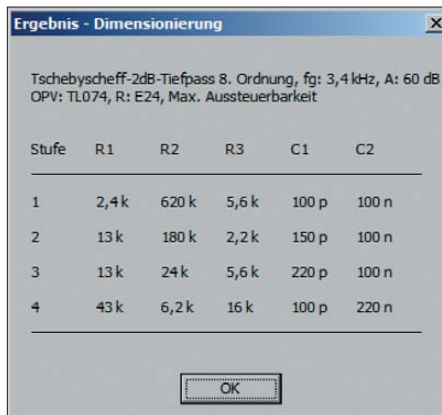 Ergebnis - Dimensionierung
Tschebyscheff-2dB-Tiefpass 8. Ordnung, fg: 3,4 kHz, A: 60 dB
OPV: TL074, R: E24, Max. Aussteuerbarkeit
Stufe R1 R2 R3 C1 C2
1 2,4 k 620 k 5,6 k 100 p 100 n
2 13 k 180 k 2,2 k 150 p 100 n
3 13 k 24 k 5,6 k 220 p 100 n
4 43 k 6,2 k 16 k 100 p 220 n
OK